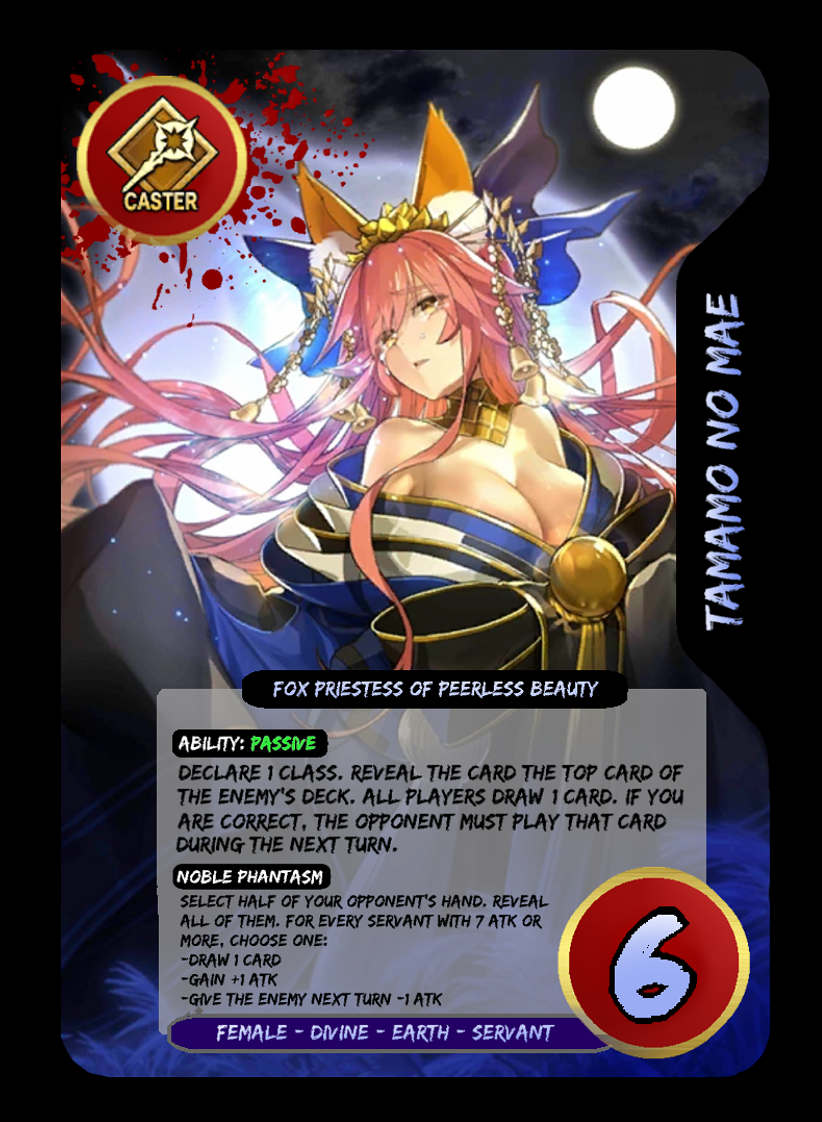 CASTER
TAMAMO NO MAE
FOX PRIESTESS OF PEERLESS BEAUTY
ABILITY: PASSIVE
DECLARE 1 CLASS. REVEAL THE CARD THE TOP CARD OF
THE ENEMY'S DECK. ALL PLAYERS DRAW 1 CARD. IF YOU
ARE CORRECT, THE OPPONENT MUST PLAY THAT CARD
DURING THE NEXT TURN.
NOBLE PHANTASM
SELECT HALF OF YOUR OPPONENT'S HAND. REVEAL
ALL OF THEM. FOR EVERY SERVANT WITH 7 ATK OR
MORE, CHOOSE ONE:
-DRAW 1 CARD
-GAIN +1 ATK
-GIVE THE ENEMY NEXT TURN -1 ATK
6
FEMALE - DIVINE - EARTH - SERVANT